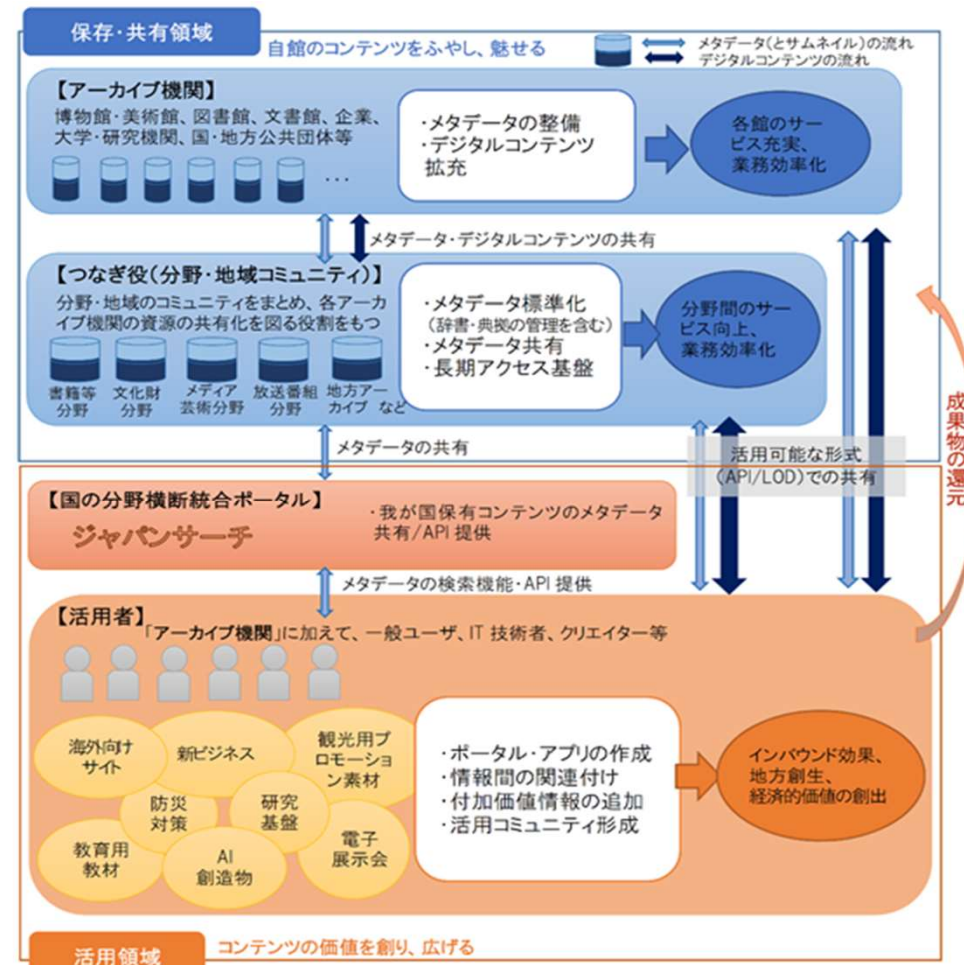 保存・共有領域
自館のコンテンツをふやし、魅せる
メタデータ(とサムネイル)の流れ
デジタルコンテンツの流れ
【アーカイブ機関】
博物館・美術館、図書館、文書館、企業、
大学・研究機関、国・地方公共団体等
...
・メタデータの整備
・デジタルコンテンツ
拡充
各館のサー
ビス充実、
業務効率化
メタデータ・デジタルコンテンツの共有
【つなぎ役(分野・地域コミュニティ)】
分野・地域のコミュニティをまとめ、各アーカ
イブ機関の資源の共有化を図る役割をもつ
書籍等
分野
文化財
分野
メディア
芸術分野
放送番組
分野
地方アー
カイブ など
・メタデータ標準化
(辞書・典拠の管理を含む)
・メタデータ共有
・長期アクセス基盤
分野間のサー
ビス向上、
業務効率化
メタデータの共有
活用可能な形式
(API/LOD)での共有
成果物の還元
【国の分野横断統合ポータル】
ジャパンサーチ
・我が国保有コンテンツのメタデータ
共有/API 提供
メタデータの検索機能・API 提供
【活用者】
「アーカイブ機関」に加えて、一般ユーザ、IT 技術者、クリエイター等
海外向け
サイト
新ビジネス
観光用プ
ロモーショ
ン素材
防災
対策
研究
基盤
教育用
教材
AI
創造物
電子
展示会
・ポータル・アプリの作成
・情報間の関連付け
・付加価値情報の追加
・活用コミュニティ形成
インバウンド効果、
地方創生、
経済的価値の創出
活用領域
コンテンツの価値を創り、広げる